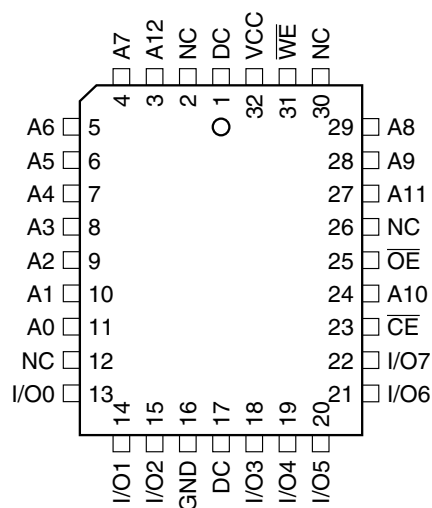 A7 A12 NC DC VCC W̅E̅ NC
4 3 2 1 32 31 30
A6 5 29 A8
A5 6 28 A9
A4 7 27 A11
A3 8 26 NC
A2 9 25 O̅E̅
A1 10 24 A10
A0 11 23 C̅E̅
NC 12 22 I/O7
I/O0 13 21 I/O6
14 15 16 17 18 19 20
I/O1 I/O2 GND DC I/O3 I/O4 I/O5